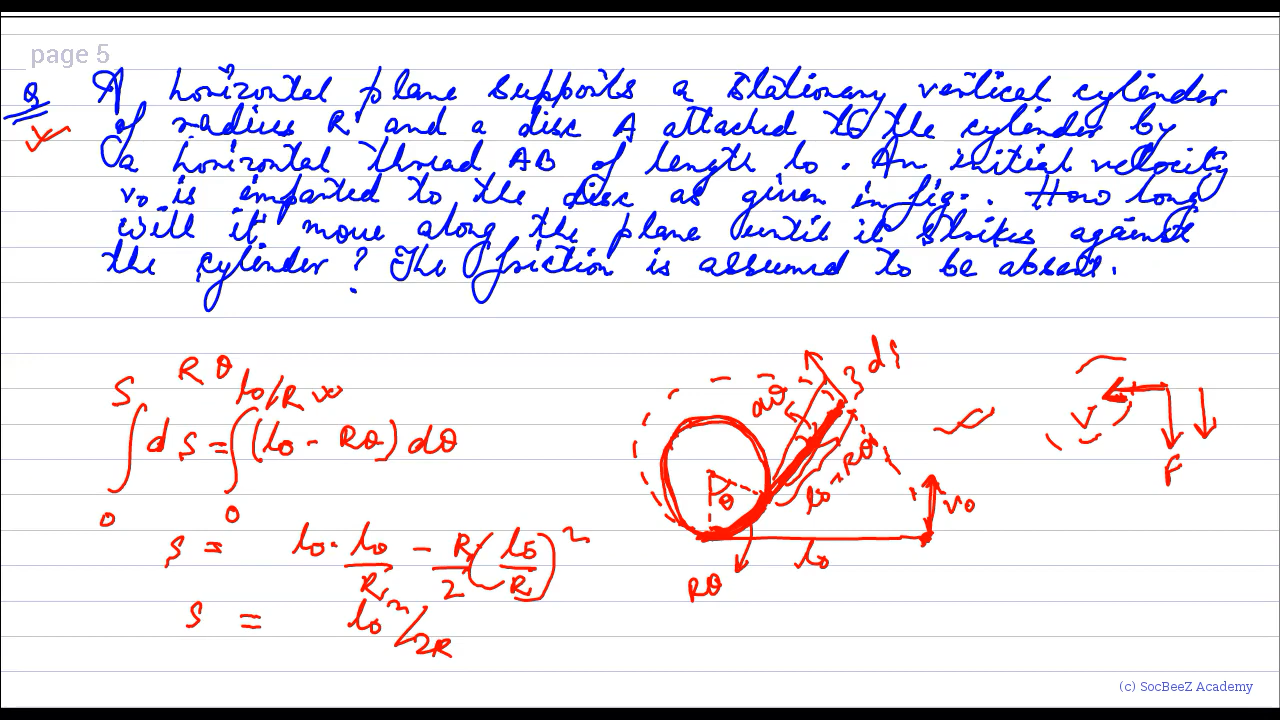 page 5
Q A horizontal plane supports a stationary vertical cylinder
of radius R and a disc A attached to the cylinder by
a horizontal thread AB of length l₀. An initial velocity
v₀ is imparted to the disc as given in fig.. How long
will it move along the plane until it strikes against
the cylinder? The friction is assumed to be absent.
Rθ
∫₀^S dS = ∫₀^(l₀/R) (l₀ - Rθ) dθ
S = l₀·l₀/R - R/2 (l₀/R)²
S = l₀²/2R
dS
dθ
θ
l₀-Rθ
v₀
l₀
Rθ
V
F
(c) SocBeeZ Academy